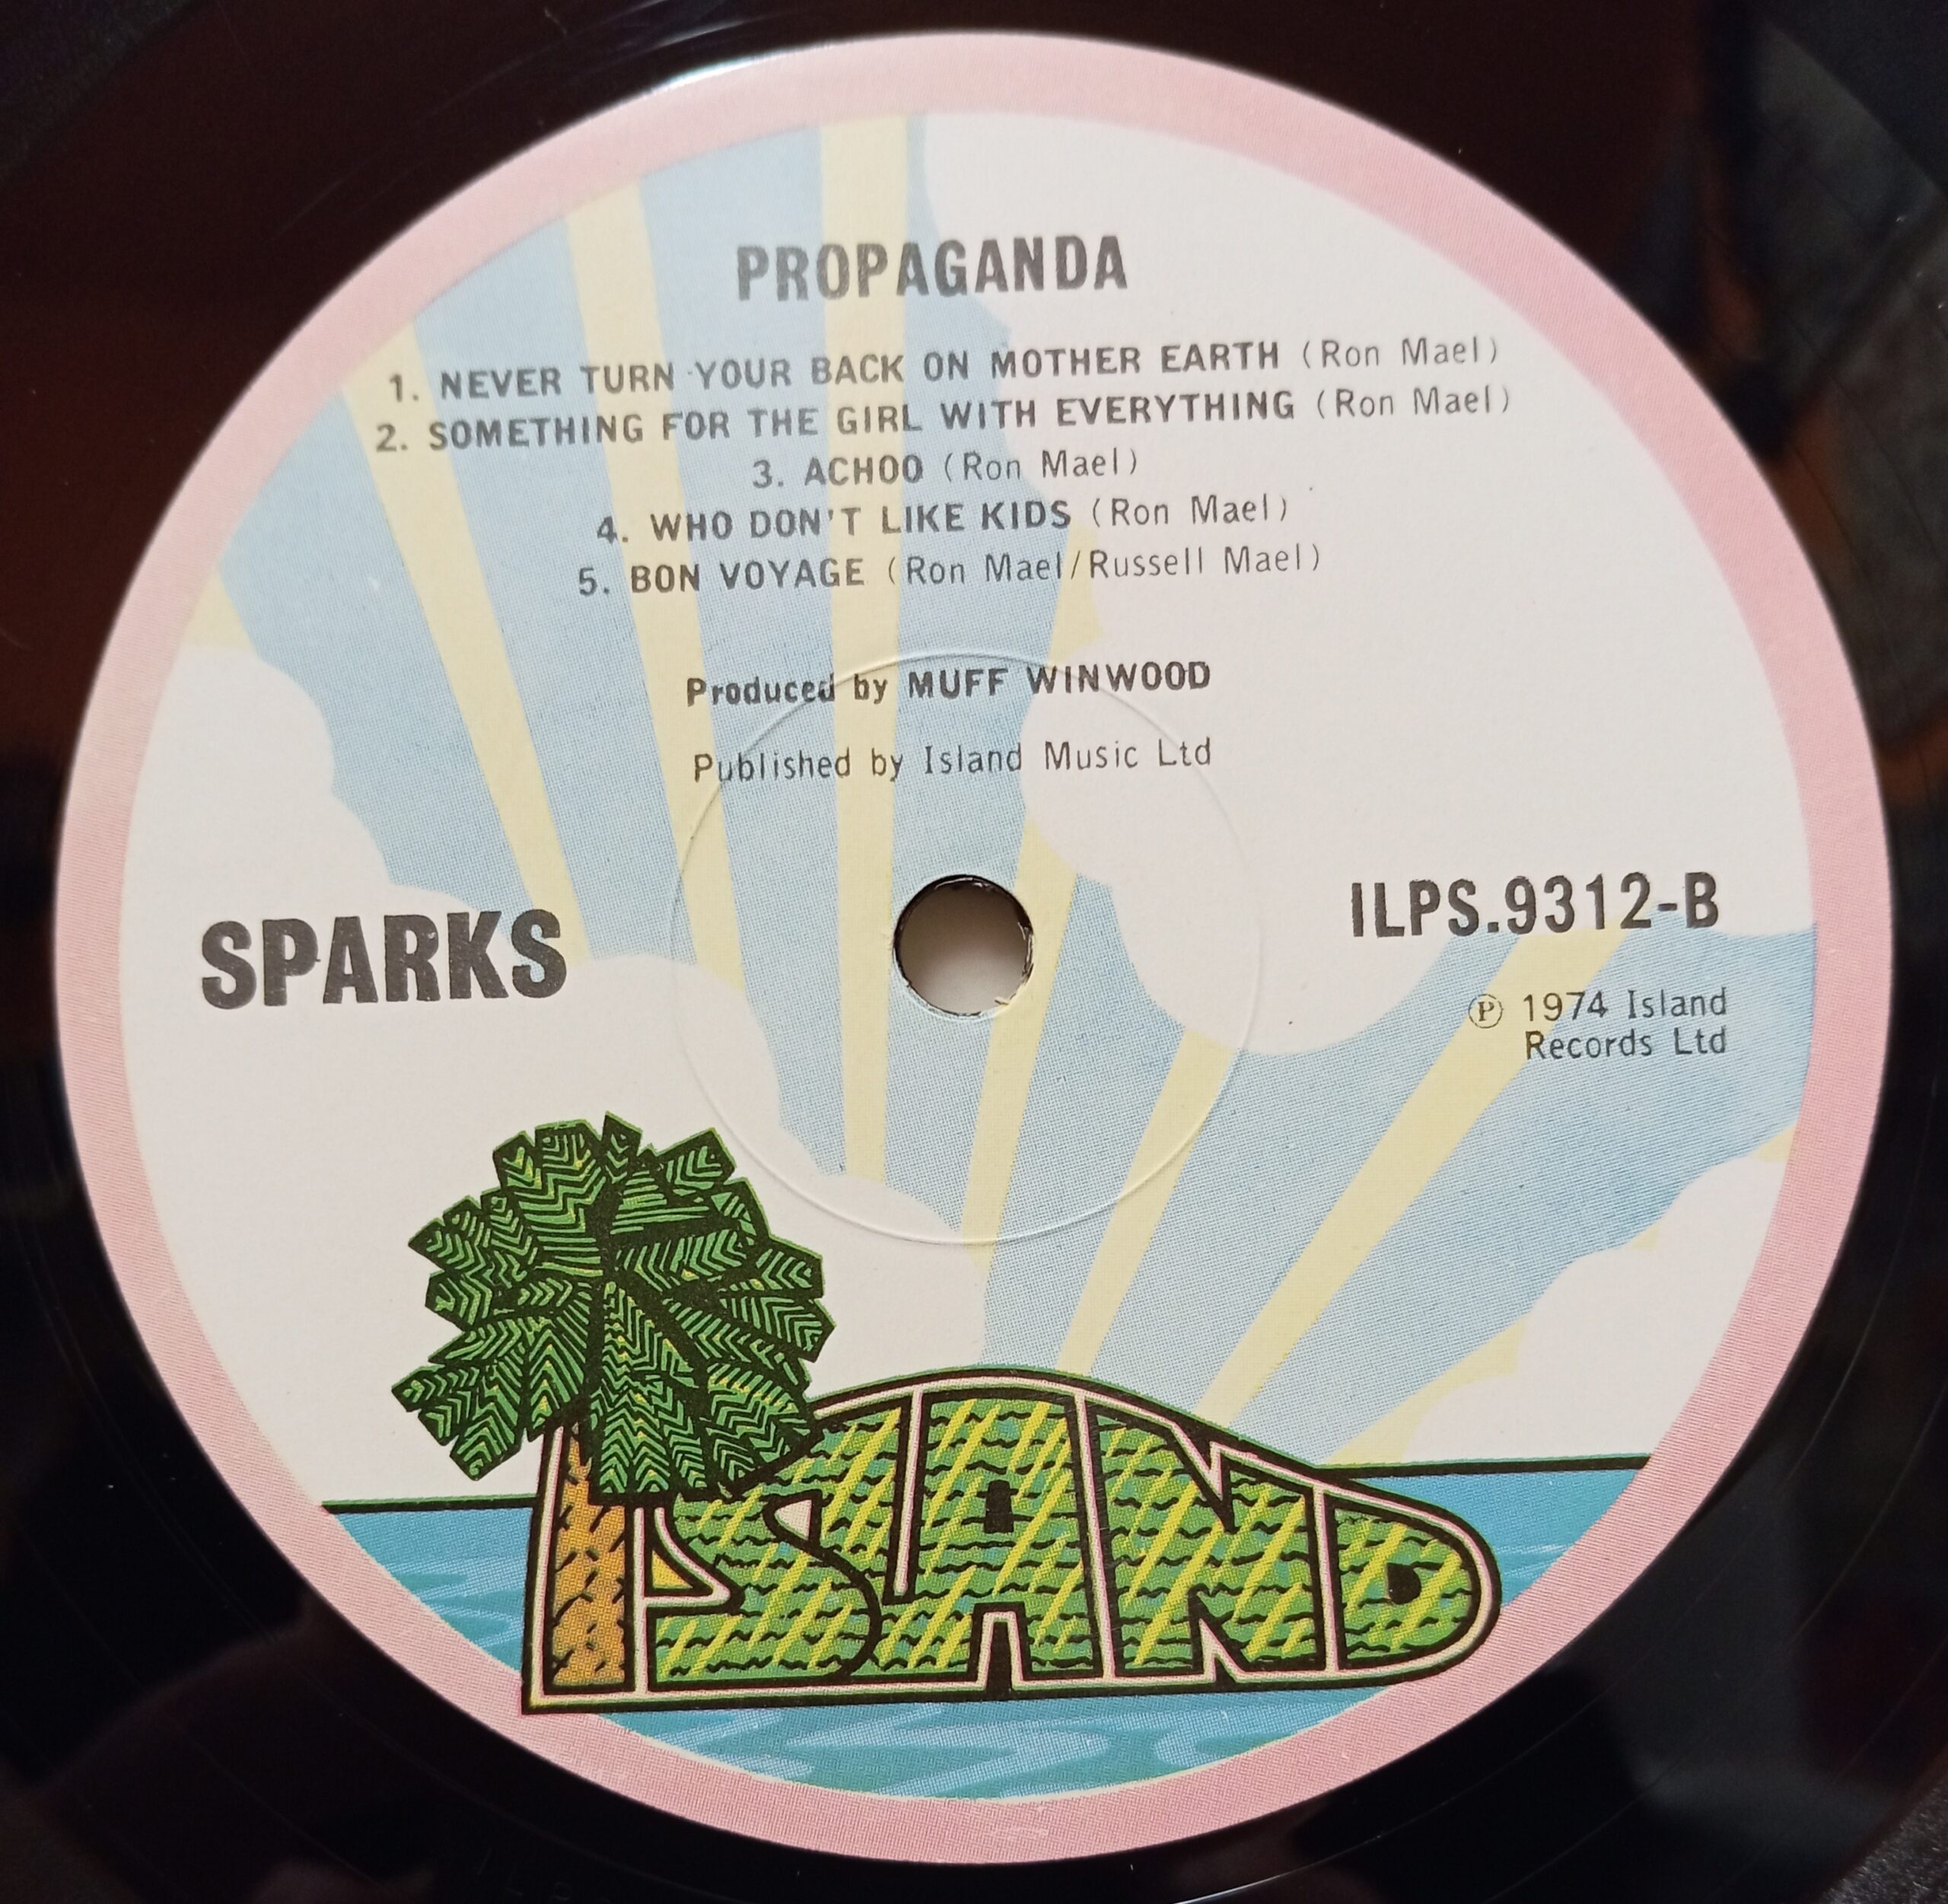 PROPAGANDA
1. NEVER TURN YOUR BACK ON MOTHER EARTH (Ron Mael)
2. SOMETHING FOR THE GIRL WITH EVERYTHING (Ron Mael)
3. ACHOO (Ron Mael)
4. WHO DON'T LIKE KIDS (Ron Mael)
5. BON VOYAGE (Ron Mael/Russell Mael)
Produced by MUFF WINWOOD
Published by Island Music Ltd
SPARKS
ILPS.9312-B
Ⓟ 1974 Island
Records Ltd
ISLAND